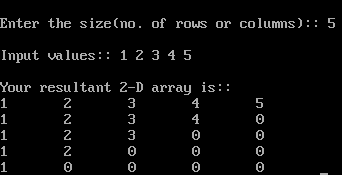 Enter the size(no. of rows or columns):: 5
Input values:: 1 2 3 4 5
Your resultant 2-D array is::
1 2 3 4 5
1 2 3 4 0
1 2 3 0 0
1 2 0 0 0
1 0 0 0 0